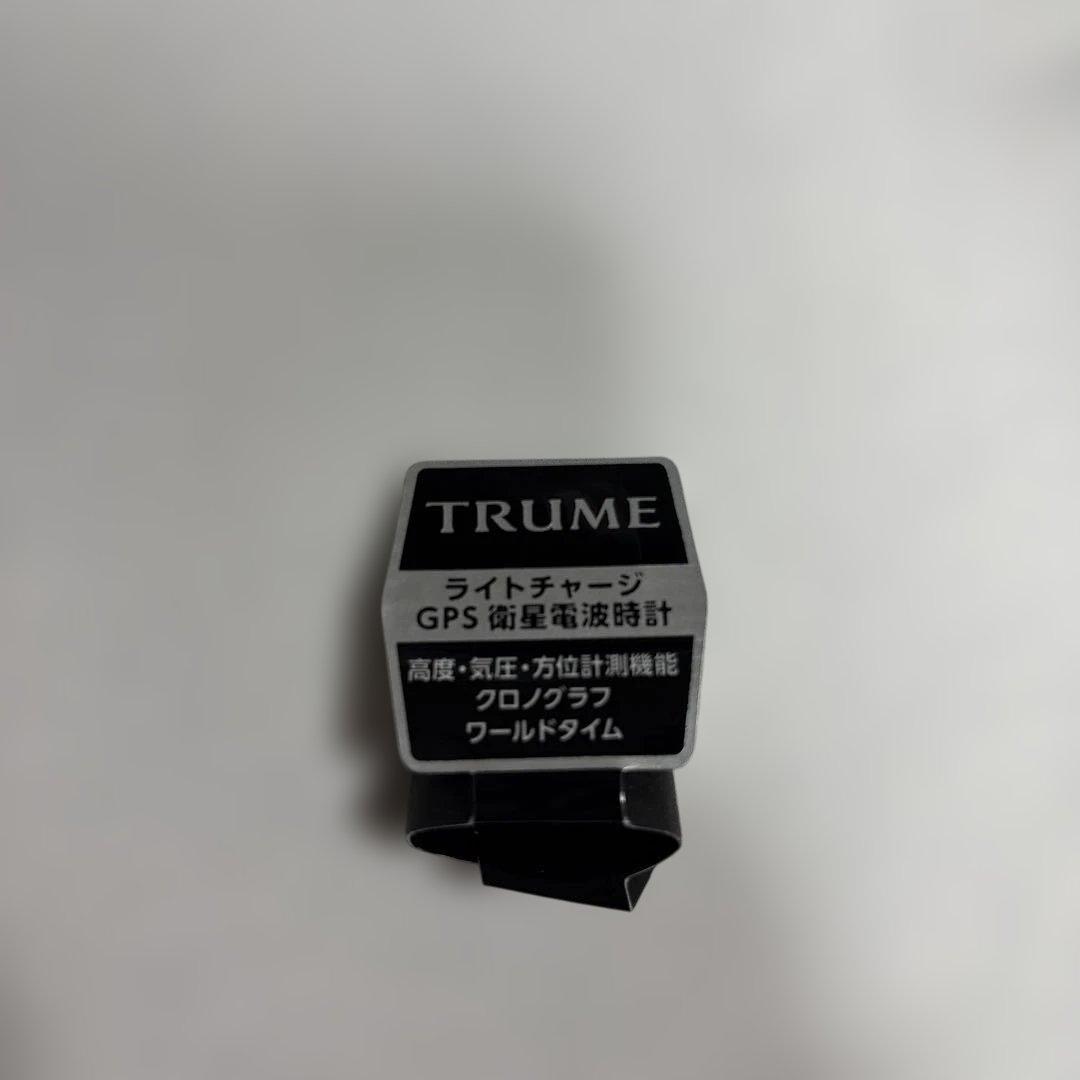 TRUME
ライトチャージ
GPS 衛星電波時計
高度・気圧・方位計測機能
クロノグラフ
ワールドタイム